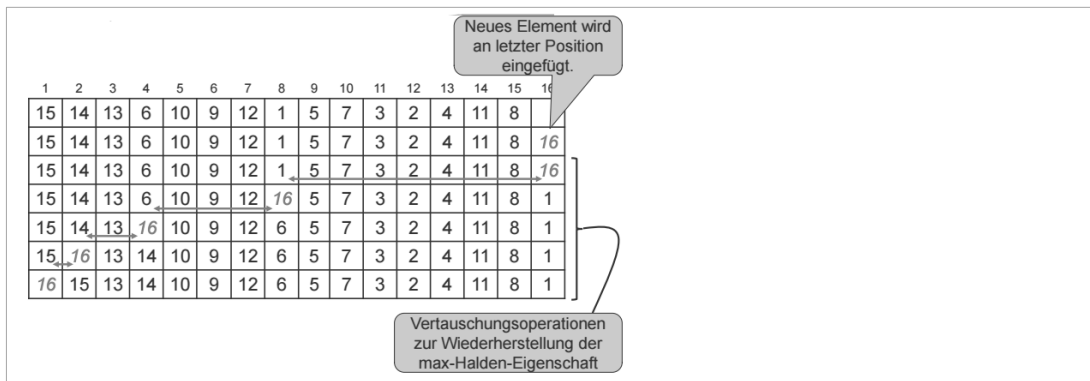 Neues Element wird
an letzter Position
eingefügt.
1 2 3 4 5 6 7 8 9 10 11 12 13 14 15 16
15 14 13 6 10 9 12 1 5 7 3 2 4 11 8
15 14 13 6 10 9 12 1 5 7 3 2 4 11 8 16
15 14 13 6 10 9 12 1 5 7 3 2 4 11 8 16
15 14 13 6 10 9 12 16 5 7 3 2 4 11 8 1
15 14 13 16 10 9 12 6 5 7 3 2 4 11 8 1
15 16 13 14 10 9 12 6 5 7 3 2 4 11 8 1
16 15 13 14 10 9 12 6 5 7 3 2 4 11 8 1
Vertauschungsoperationen
zur Wiederherstellung der
max-Halden-Eigenschaft